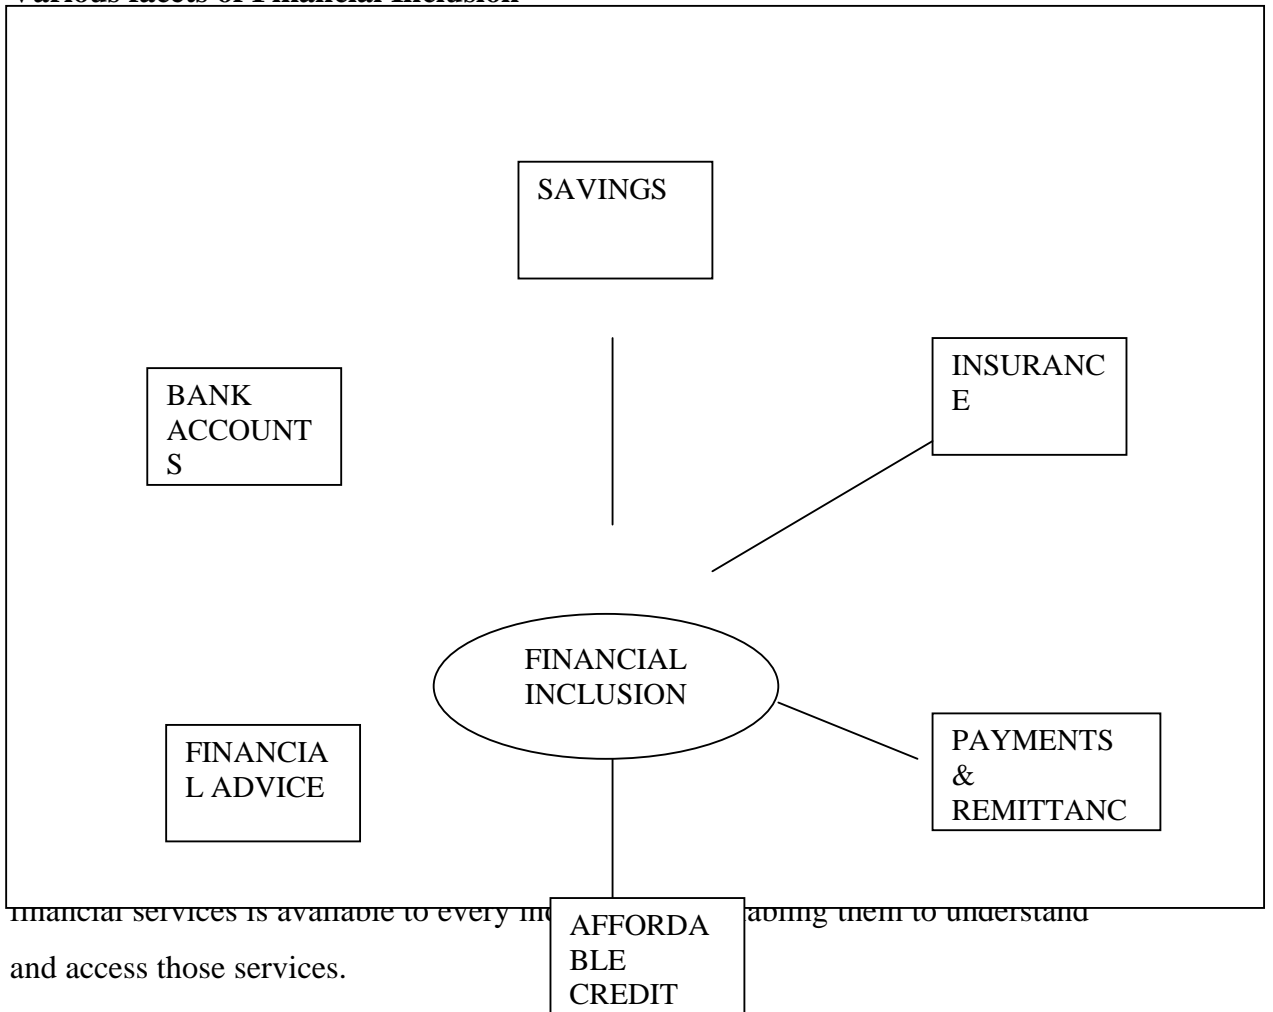 Various facets of Financial Inclusion
SAVINGS
INSURANC
E
BANK
ACCOUNT
S
FINANCIAL
INCLUSION
FINANCIA
L ADVICE
PAYMENTS
&
REMITTANC
financial services is available to every abling them to understand
and access those services.
AFFORDA
BLE
CREDIT